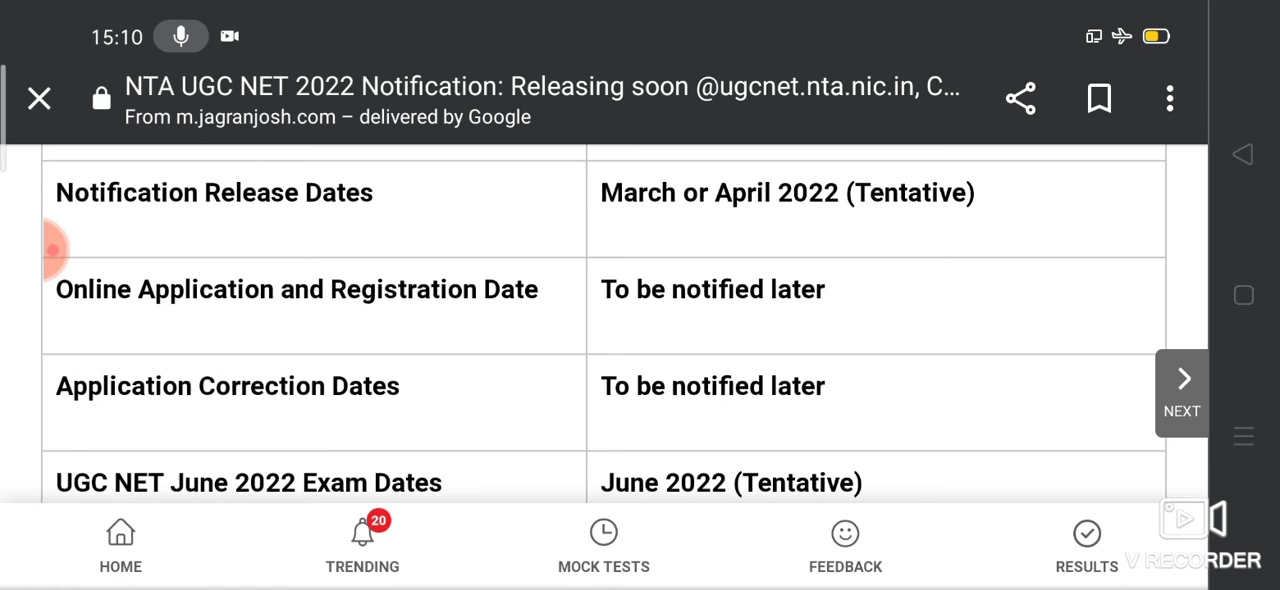 15:10
NTA UGC NET 2022 Notification: Releasing soon @ugcnet.nta.nic.in, C...
From m.jagranjosh.com – delivered by Google
Notification Release Dates March or April 2022 (Tentative)
Online Application and Registration Date To be notified later
Application Correction Dates To be notified later
NEXT
UGC NET June 2022 Exam Dates June 2022 (Tentative)
20
HOME TRENDING MOCK TESTS FEEDBACK RESULTS
V RECORDER